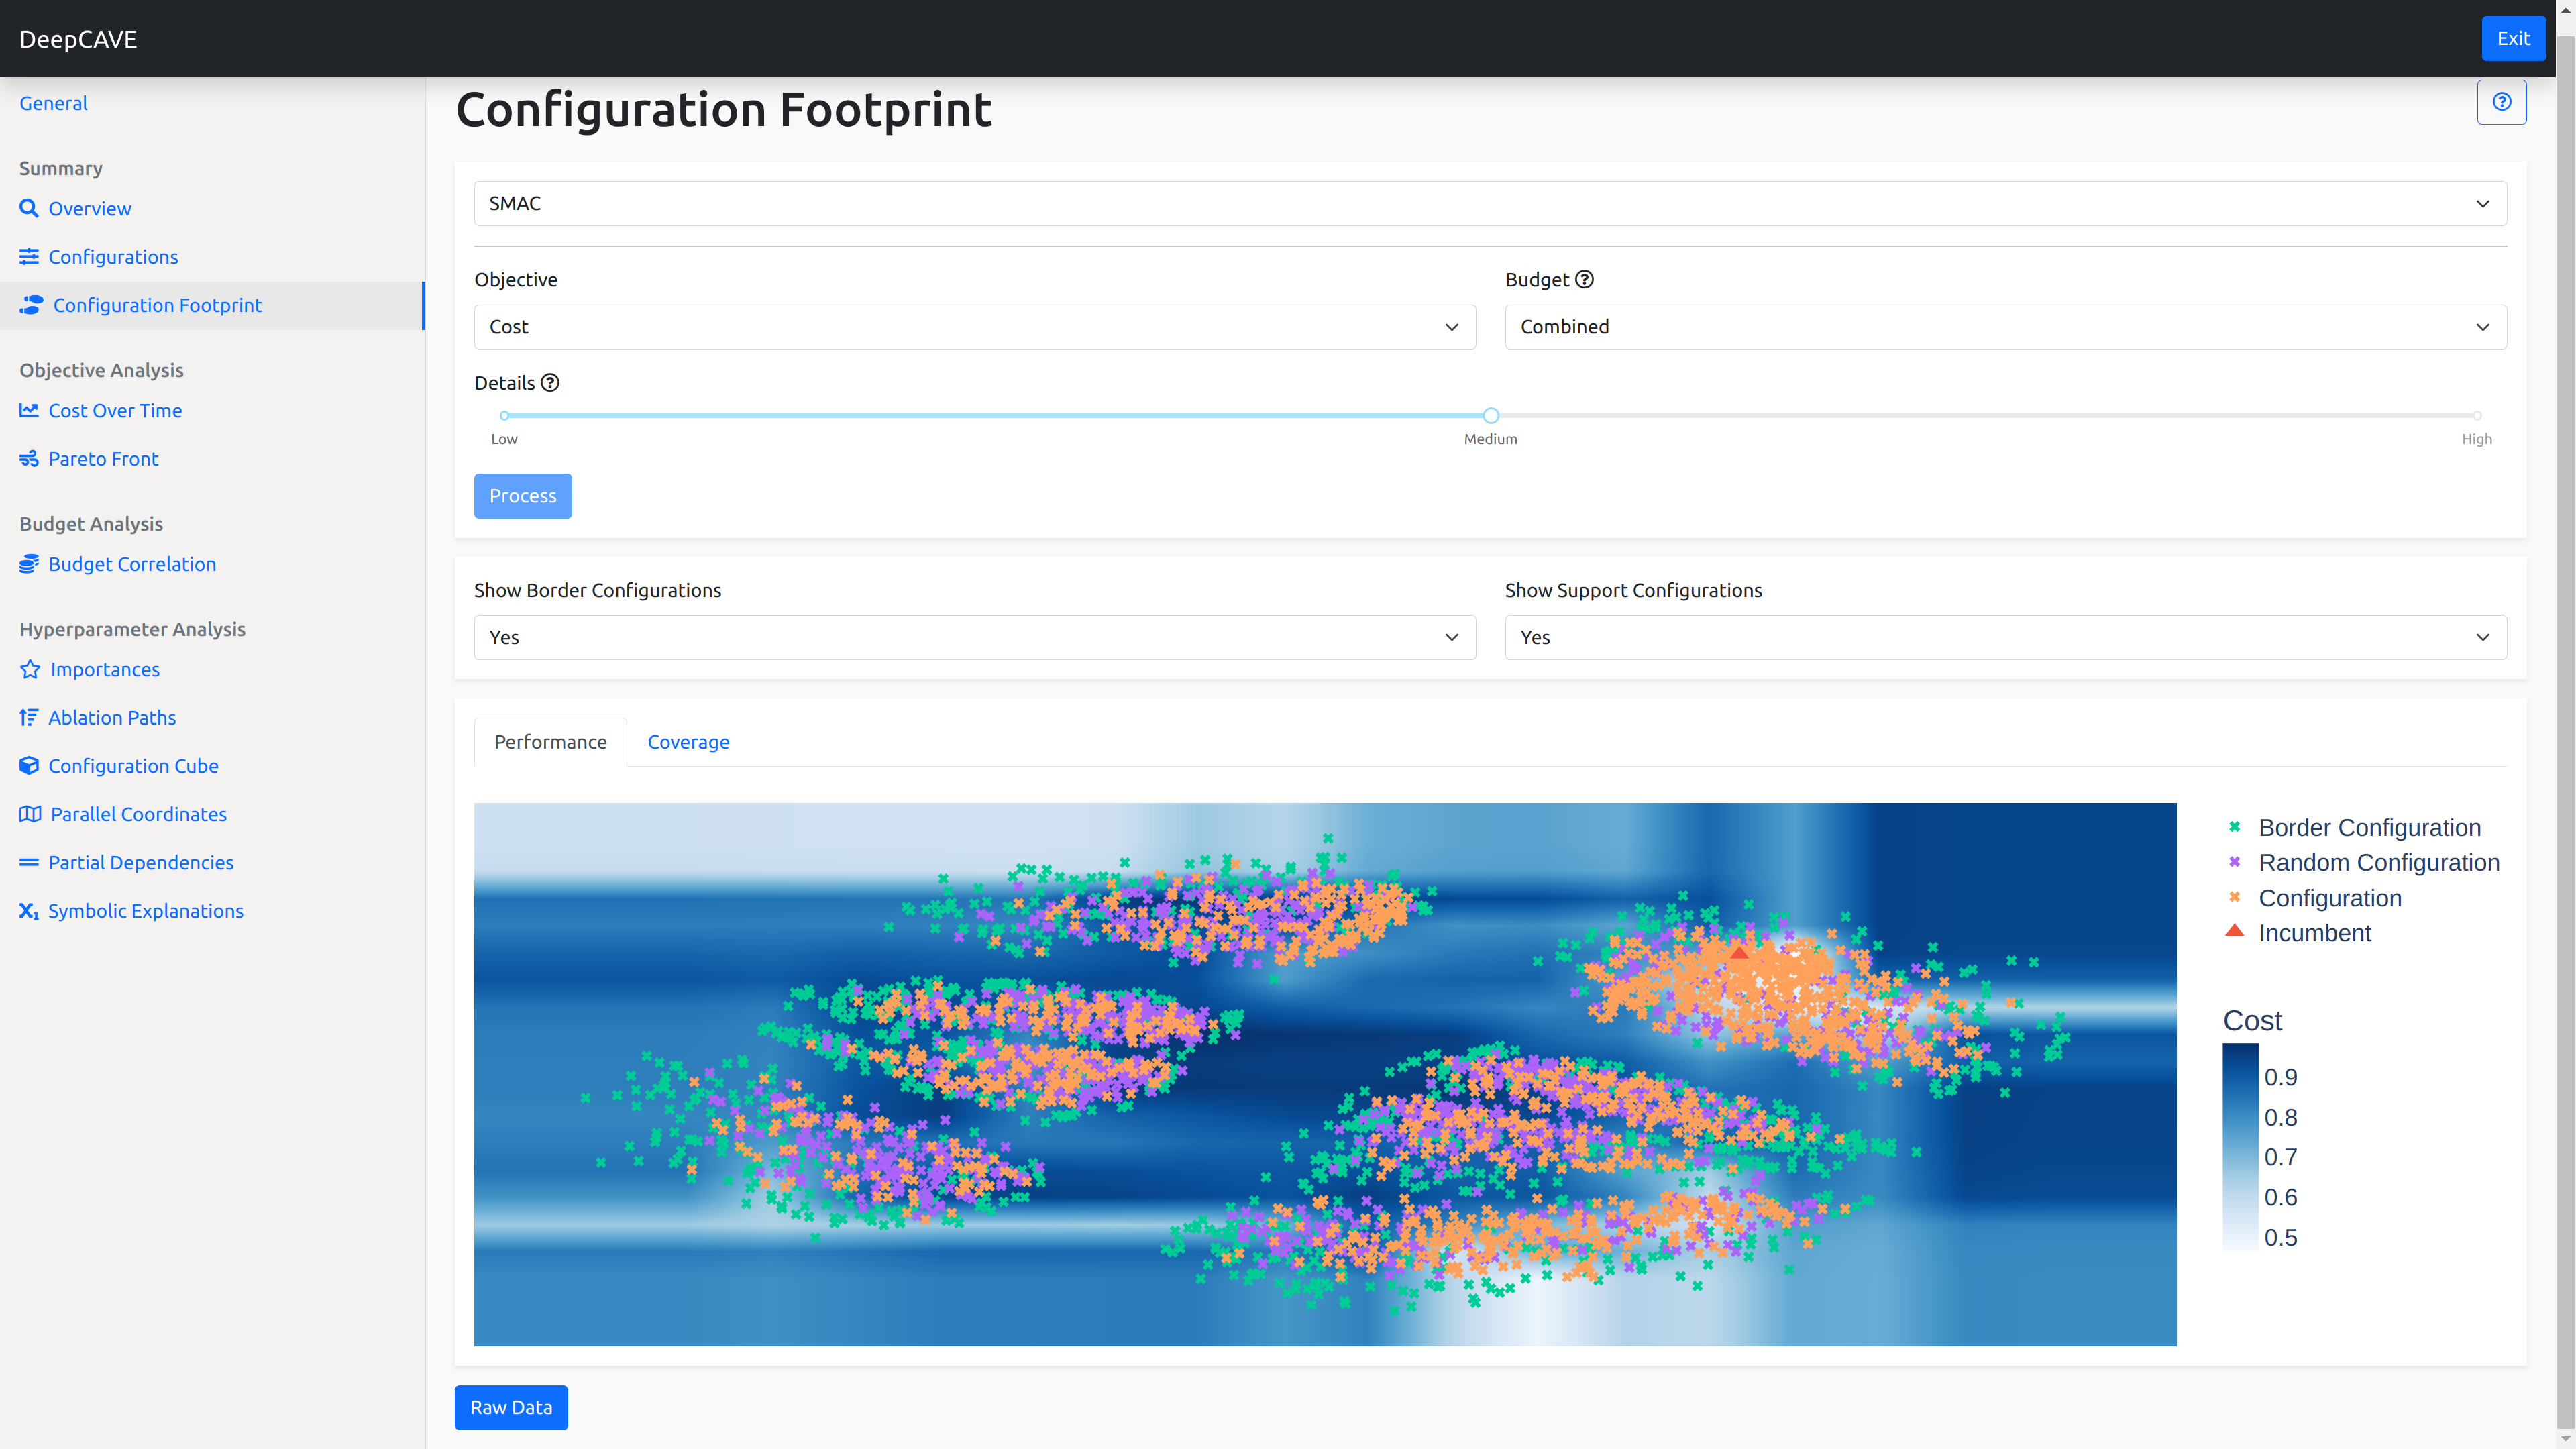 DeepCAVE
Exit
General
Summary
Overview
Configurations
Configuration Footprint
Objective Analysis
Cost Over Time
Pareto Front
Budget Analysis
Budget Correlation
Hyperparameter Analysis
Importances
Ablation Paths
Configuration Cube
Parallel Coordinates
Partial Dependencies
Symbolic Explanations
Configuration Footprint
SMAC
Objective
Budget
Cost
Combined
Details
Low
Medium
High
Process
Show Border Configurations
Show Support Configurations
Yes
Yes
Performance
Coverage
Border Configuration
Random Configuration
Configuration
Incumbent
Cost
0.9
0.8
0.7
0.6
0.5
Raw Data